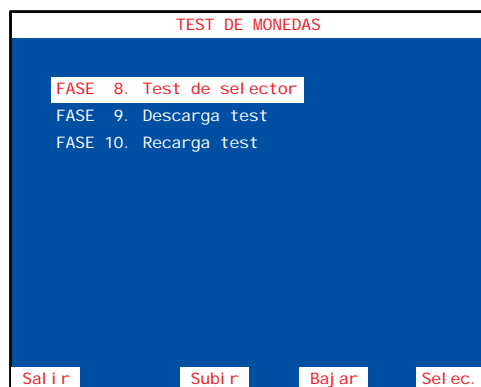 TEST DE MONEDAS
FASE 8. Test de selector
FASE 9. Descarga test
FASE 10. Recarga test
Salir Subir Bajar Selec.